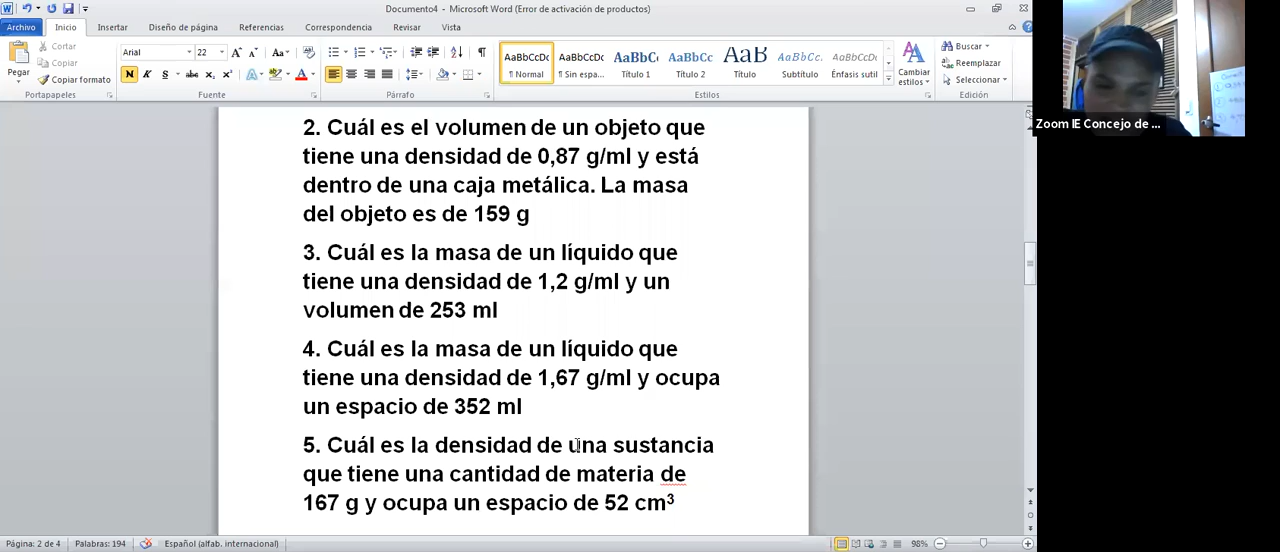 Documento4 - Microsoft Word (Error de activación de productos)
Archivo Inicio Insertar Diseño de página Referencias Correspondencia Revisar Vista
Cortar
Copiar
Copiar formato
Pegar
Portapapeles
Arial 22
N K S abc x₂ x² A
Fuente
Párrafo
AaBbCcDc AaBbCcDc AaBbC AaBbCc AaB AaBbCc. AaBbCcDc
¶ Normal ¶ Sin espa... Título 1 Título 2 Título Subtítulo Énfasis sutil
Cambiar
estilos
Estilos
Buscar
Reemplazar
Seleccionar
Edición
Zoom IE Concejo de ...
2. Cuál es el volumen de un objeto que
tiene una densidad de 0,87 g/ml y está
dentro de una caja metálica. La masa
del objeto es de 159 g
3. Cuál es la masa de un líquido que
tiene una densidad de 1,2 g/ml y un
volumen de 253 ml
4. Cuál es la masa de un líquido que
tiene una densidad de 1,67 g/ml y ocupa
un espacio de 352 ml
5. Cuál es la densidad de una sustancia
que tiene una cantidad de materia de
167 g y ocupa un espacio de 52 cm³
Página: 2 de 4 Palabras: 194 Español (alfab. internacional) 98%